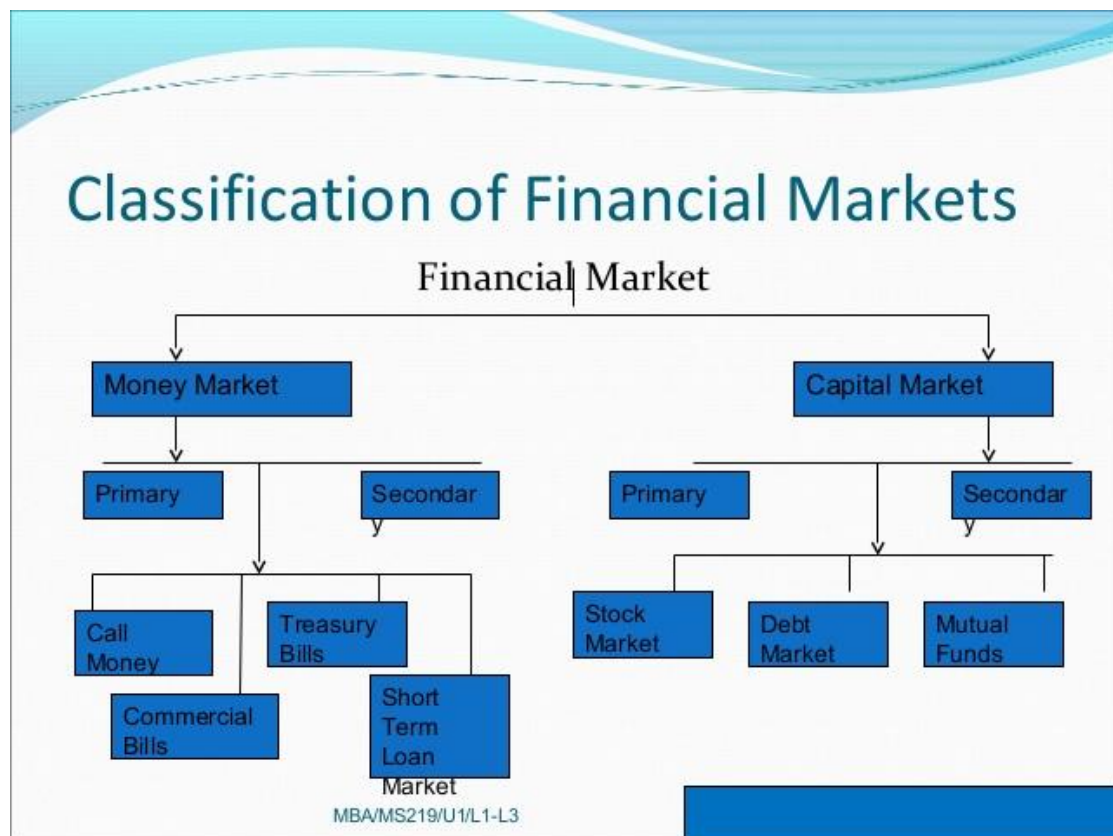 Classification of Financial Markets
Financial Market
Money Market
Capital Market
Primary
Secondar
y
Primary
Secondar
y
Call
Money
Commercial
Bills
Treasury
Bills
Short
Term
Loan
Market
Stock
Market
Debt
Market
Mutual
Funds
MBA/MS219/U1/L1-L3